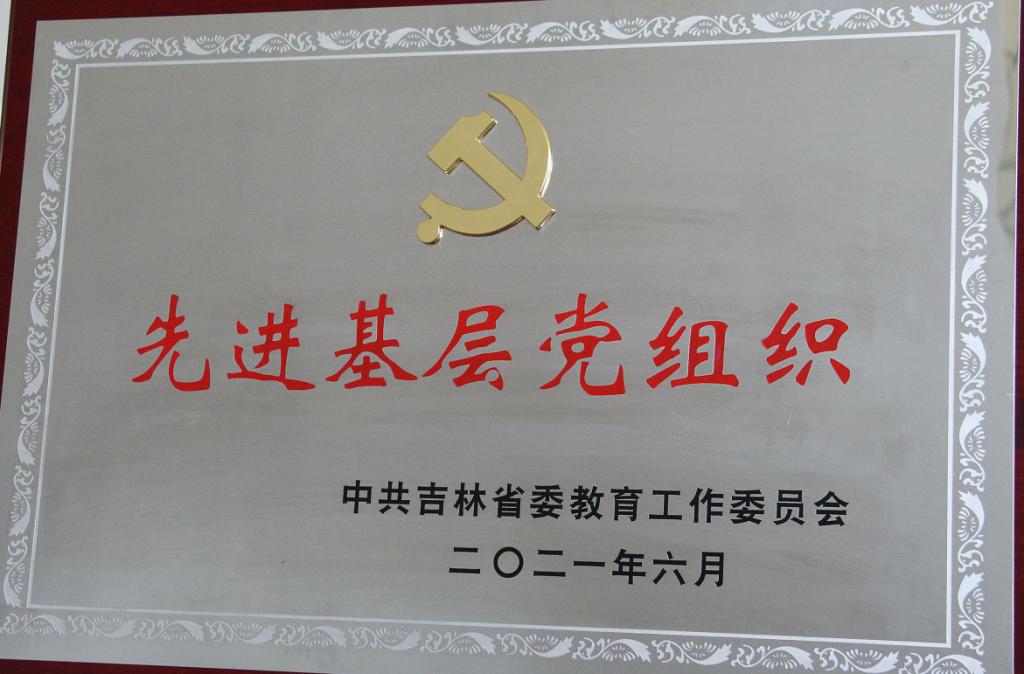 先进基层党组织
中共吉林省委教育工作委员会
二〇二一年六月